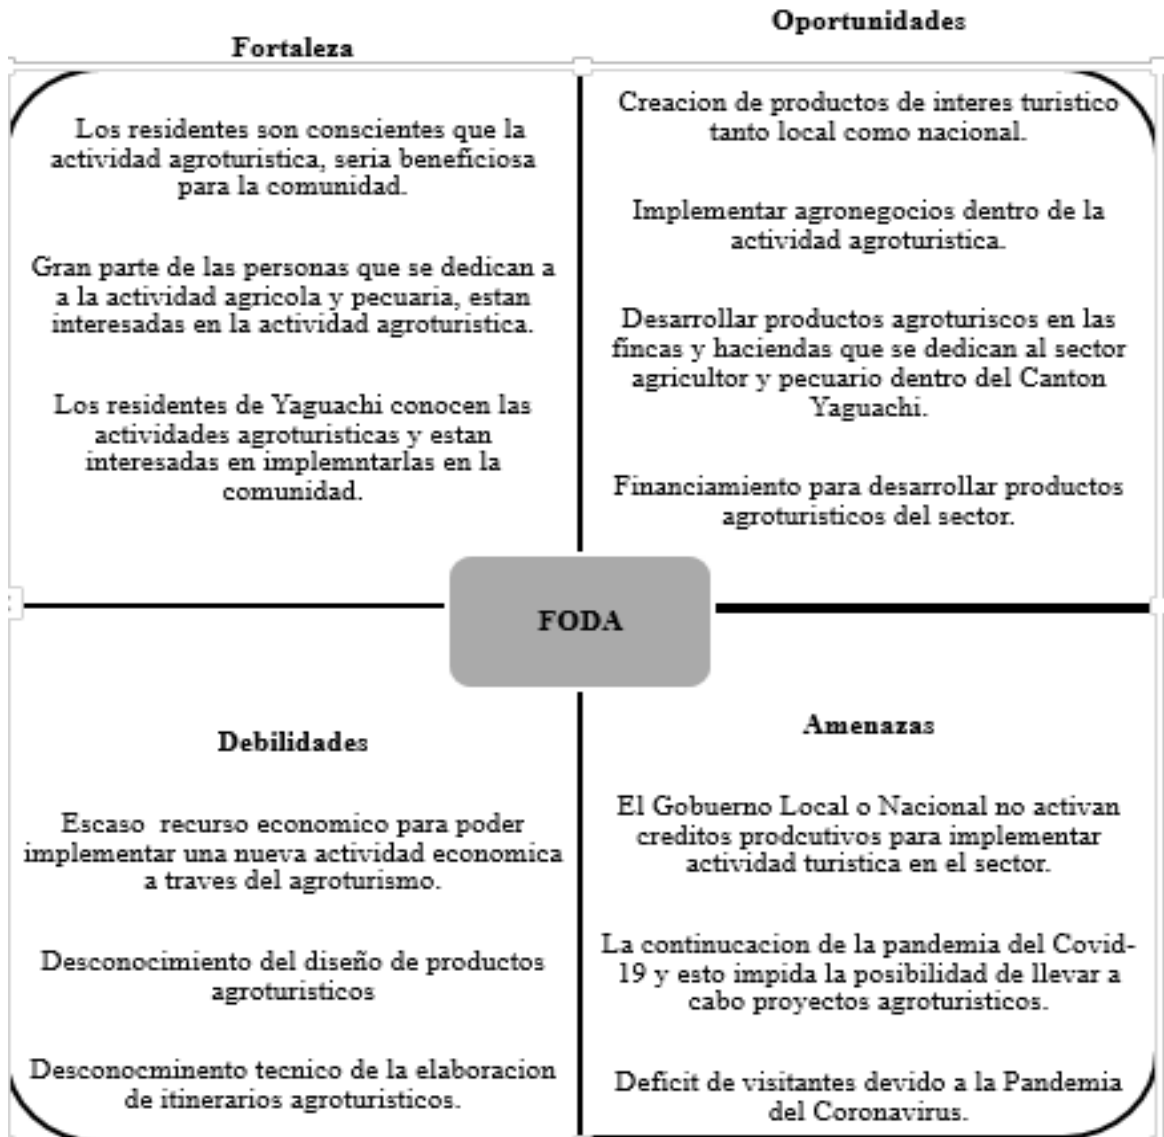 Fortaleza
Los residentes son conscientes que la
actividad agroturistica, seria beneficiosa
para la comunidad.
Gran parte de las personas que se dedican a
a la actividad agricola y pecuaria, estan
interesadas en la actividad agroturistica.
Los residentes de Yaguachi conocen las
actividades agroturisticas y estan
interesadas en implemntarlas en la
comunidad.
Oportunidades
Creacion de productos de interes turistico
tanto local como nacional.
Implementar agronegocios dentro de la
actividad agroturistica.
Desarrollar productos agroturiscos en las
fincas y haciendas que se dedican al sector
agricultor y pecuario dentro del Canton
Yaguachi.
Financiamiento para desarrollar productos
agroturisticos del sector.
FODA
Debilidades
Escaso  recurso economico para poder
implementar una nueva actividad economica
a traves del agroturismo.
Desconocimiento del diseño de productos
agroturisticos
Desconocminento tecnico de la elaboracion
de itinerarios agroturisticos.
Amenazas
El Gobuerno Local o Nacional no activan
creditos prodcutivos para implementar
actividad turistica en el sector.
La continucacion de la pandemia del Covid-
19 y esto impida la posibilidad de llevar a
cabo proyectos agroturisticos.
Deficit de visitantes devido a la Pandemia
del Coronavirus.